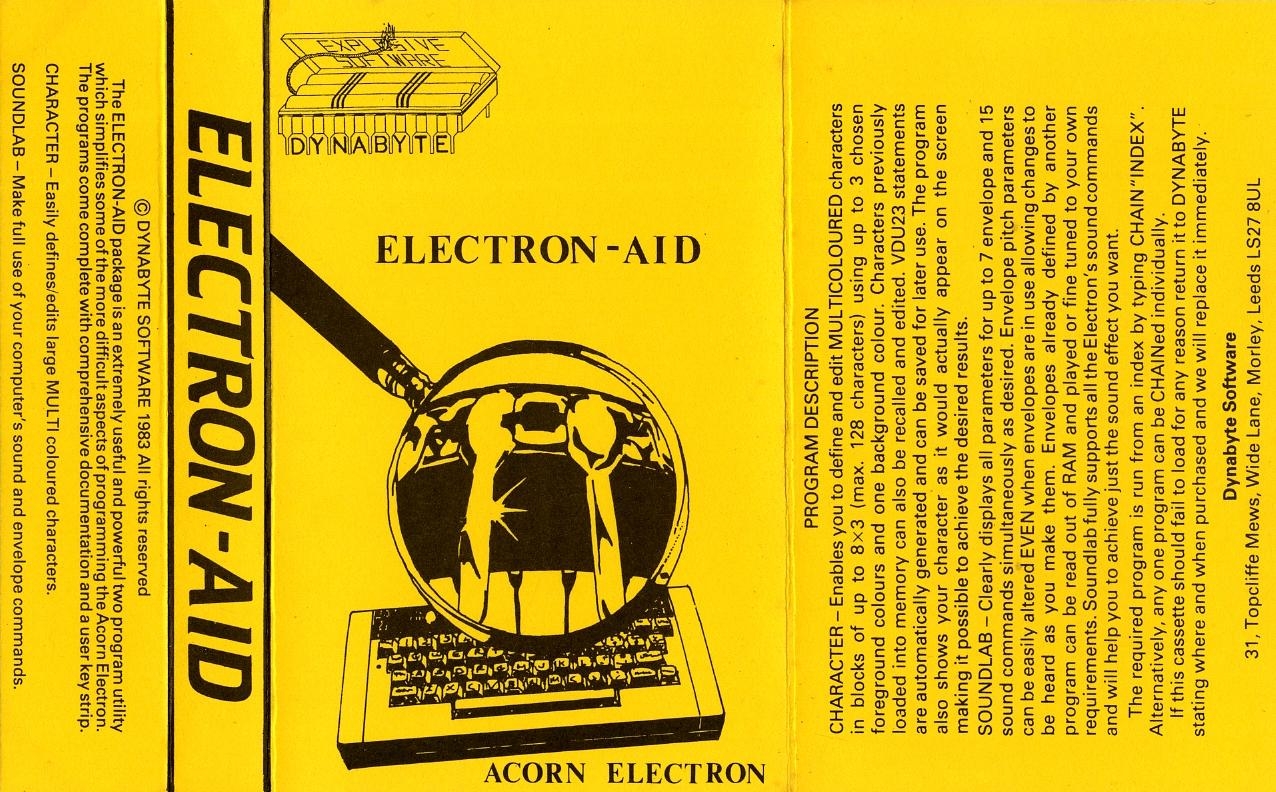 © DYNABYTE SOFTWARE 1983 All rights reserved
The ELECTRON-AID package is an extremely useful and powerful two program utility
which simplifies some of the more difficult aspects of programming the Acorn Electron.
The programs come complete with comprehensive documentation and a user key strip.
CHARACTER – Easily defines/edits large MULTI coloured characters.
SOUNDLAB – Make full use of your computer's sound and envelope commands.
ELECTRON-AID
EXPLOSIVE
SOFTWARE
DYNABYTE
ELECTRON-AID
ACORN ELECTRON
PROGRAM DESCRIPTION
CHARACTER – Enables you to define and edit MULTICOLOURED characters
in blocks of up to 8×3 (max. 128 characters) using up to 3 chosen
foreground colours and one background colour. Characters previously
loaded into memory can also be recalled and edited. VDU23 statements
are automatically generated and can be saved for later use. The program
also shows your character as it would actually appear on the screen
making it possible to achieve the desired results.
SOUNDLAB – Clearly displays all parameters for up to 7 envelope and 15
sound commands simultaneously as desired. Envelope pitch parameters
can be easily altered EVEN when envelopes are in use allowing changes to
be heard as you make them. Envelopes already defined by another
program can be read out of RAM and played or fine tuned to your own
requirements. Soundlab fully supports all the Electron's sound commands
and will help you to achieve just the sound effect you want.
The required program is run from an index by typing CHAIN"INDEX".
Alternatively, any one program can be CHAINed individually.
If this cassette should fail to load for any reason return it to DYNABYTE
stating where and when purchased and we will replace it immediately.
Dynabyte Software
31, Topcliffe Mews, Wide Lane, Morley, Leeds LS27 8UL